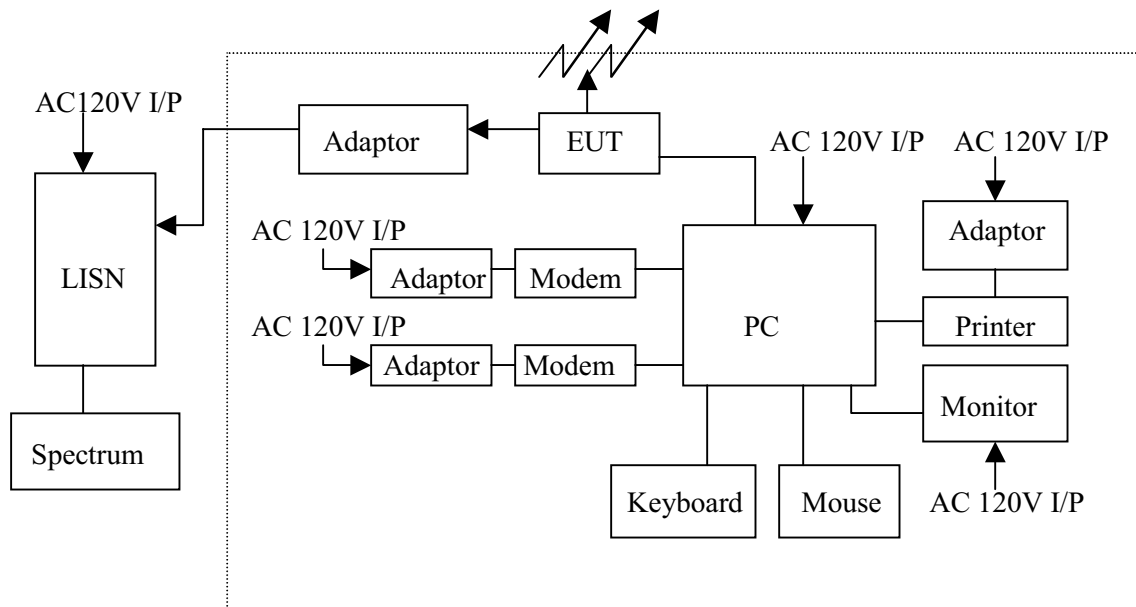 AC120V I/P
Adaptor
EUT
AC 120V I/P
AC 120V I/P
LISN
AC 120V I/P
Adaptor
Modem
PC
Adaptor
AC 120V I/P
Adaptor
Modem
Printer
Spectrum
Monitor
Keyboard
Mouse
AC 120V I/P